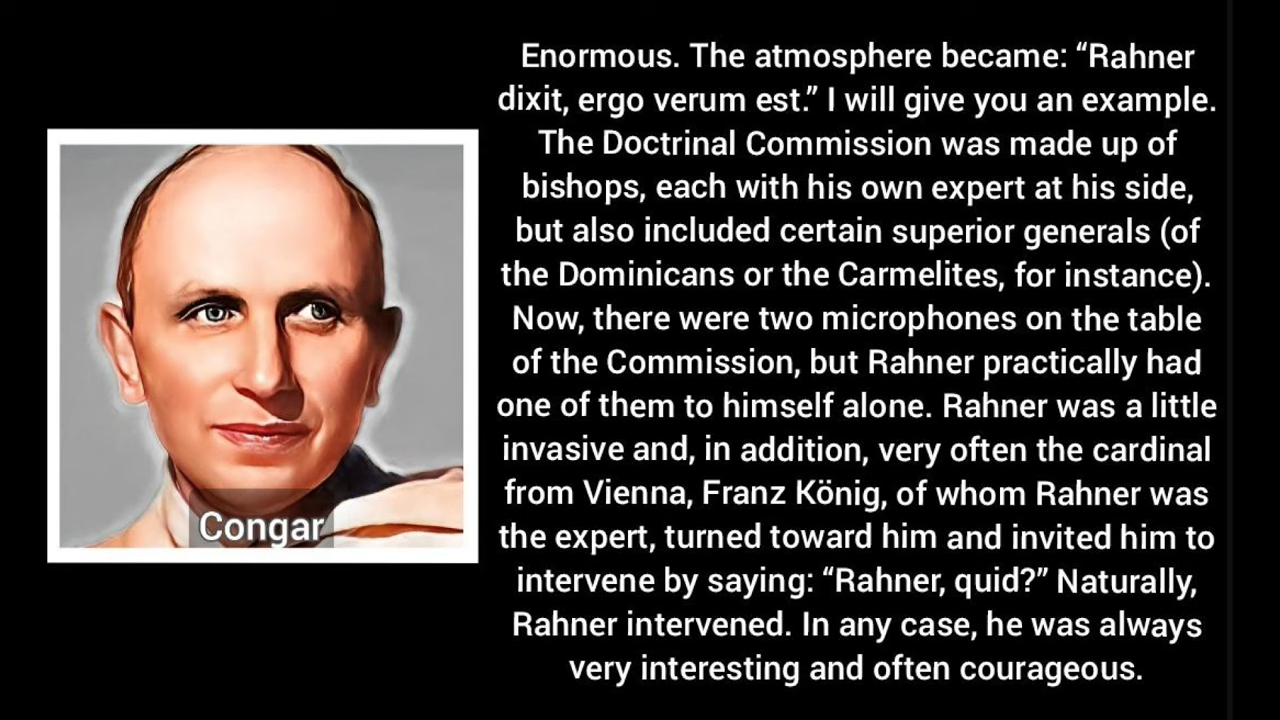 Enormous. The atmosphere became: “Rahner
dixit, ergo verum est.” I will give you an example.
The Doctrinal Commission was made up of
bishops, each with his own expert at his side,
but also included certain superior generals (of
the Dominicans or the Carmelites, for instance).
Now, there were two microphones on the table
of the Commission, but Rahner practically had
one of them to himself alone. Rahner was a little
invasive and, in addition, very often the cardinal
from Vienna, Franz König, of whom Rahner was
the expert, turned toward him and invited him to
intervene by saying: “Rahner, quid?” Naturally,
Rahner intervened. In any case, he was always
very interesting and often courageous.
Congar